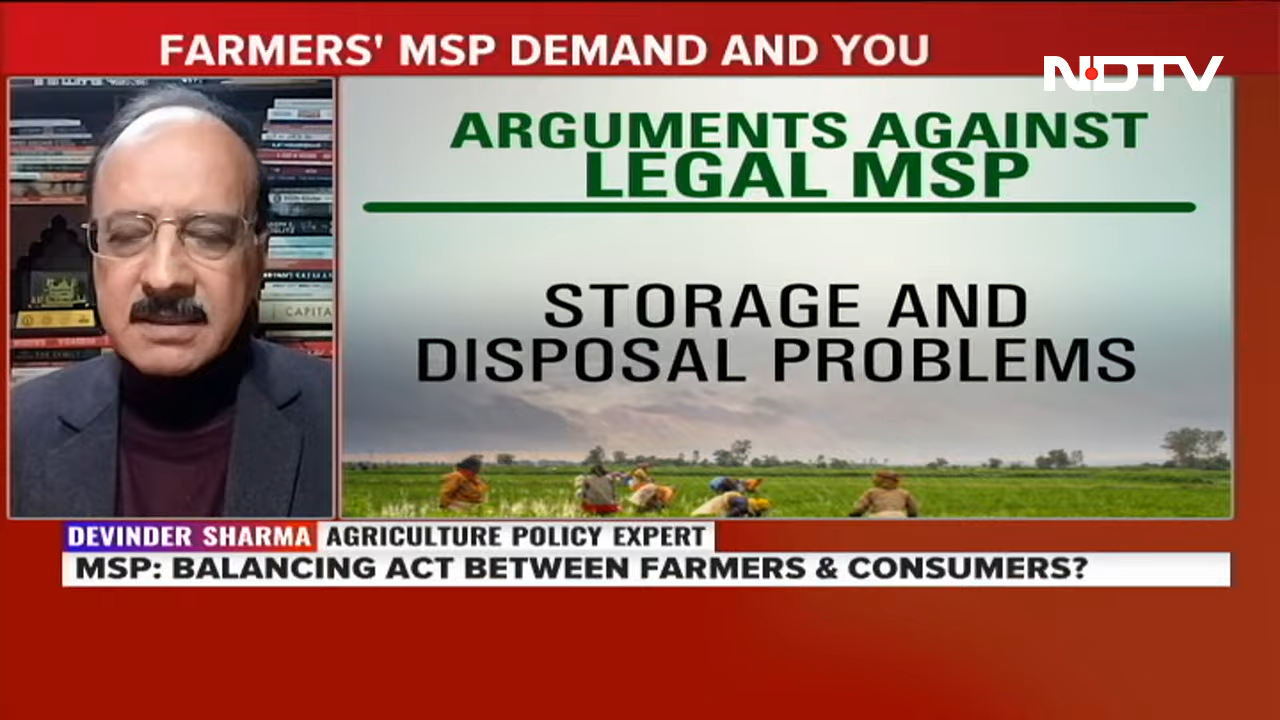 FARMERS' MSP DEMAND AND YOU
NDTV
ARGUMENTS AGAINST
LEGAL MSP
STORAGE AND
DISPOSAL PROBLEMS
CAPITA
DEVINDER SHARMA AGRICULTURE POLICY EXPERT
MSP: BALANCING ACT BETWEEN FARMERS & CONSUMERS?